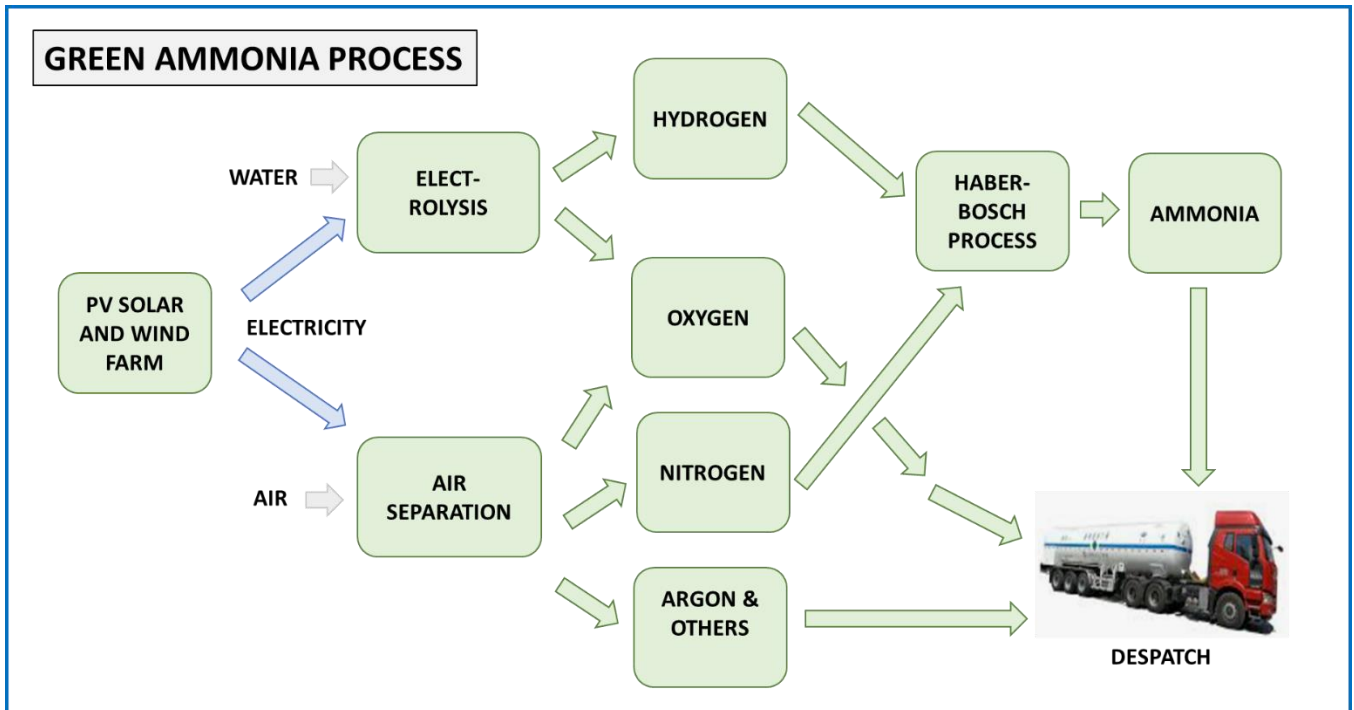 GREEN AMMONIA PROCESS
HYDROGEN
WATER
ELECT-
ROLYSIS
HABER-
BOSCH
PROCESS
AMMONIA
PV SOLAR
AND WIND
FARM
ELECTRICITY
OXYGEN
NITROGEN
AIR
AIR
SEPARATION
ARGON &
OTHERS
DESPATCH